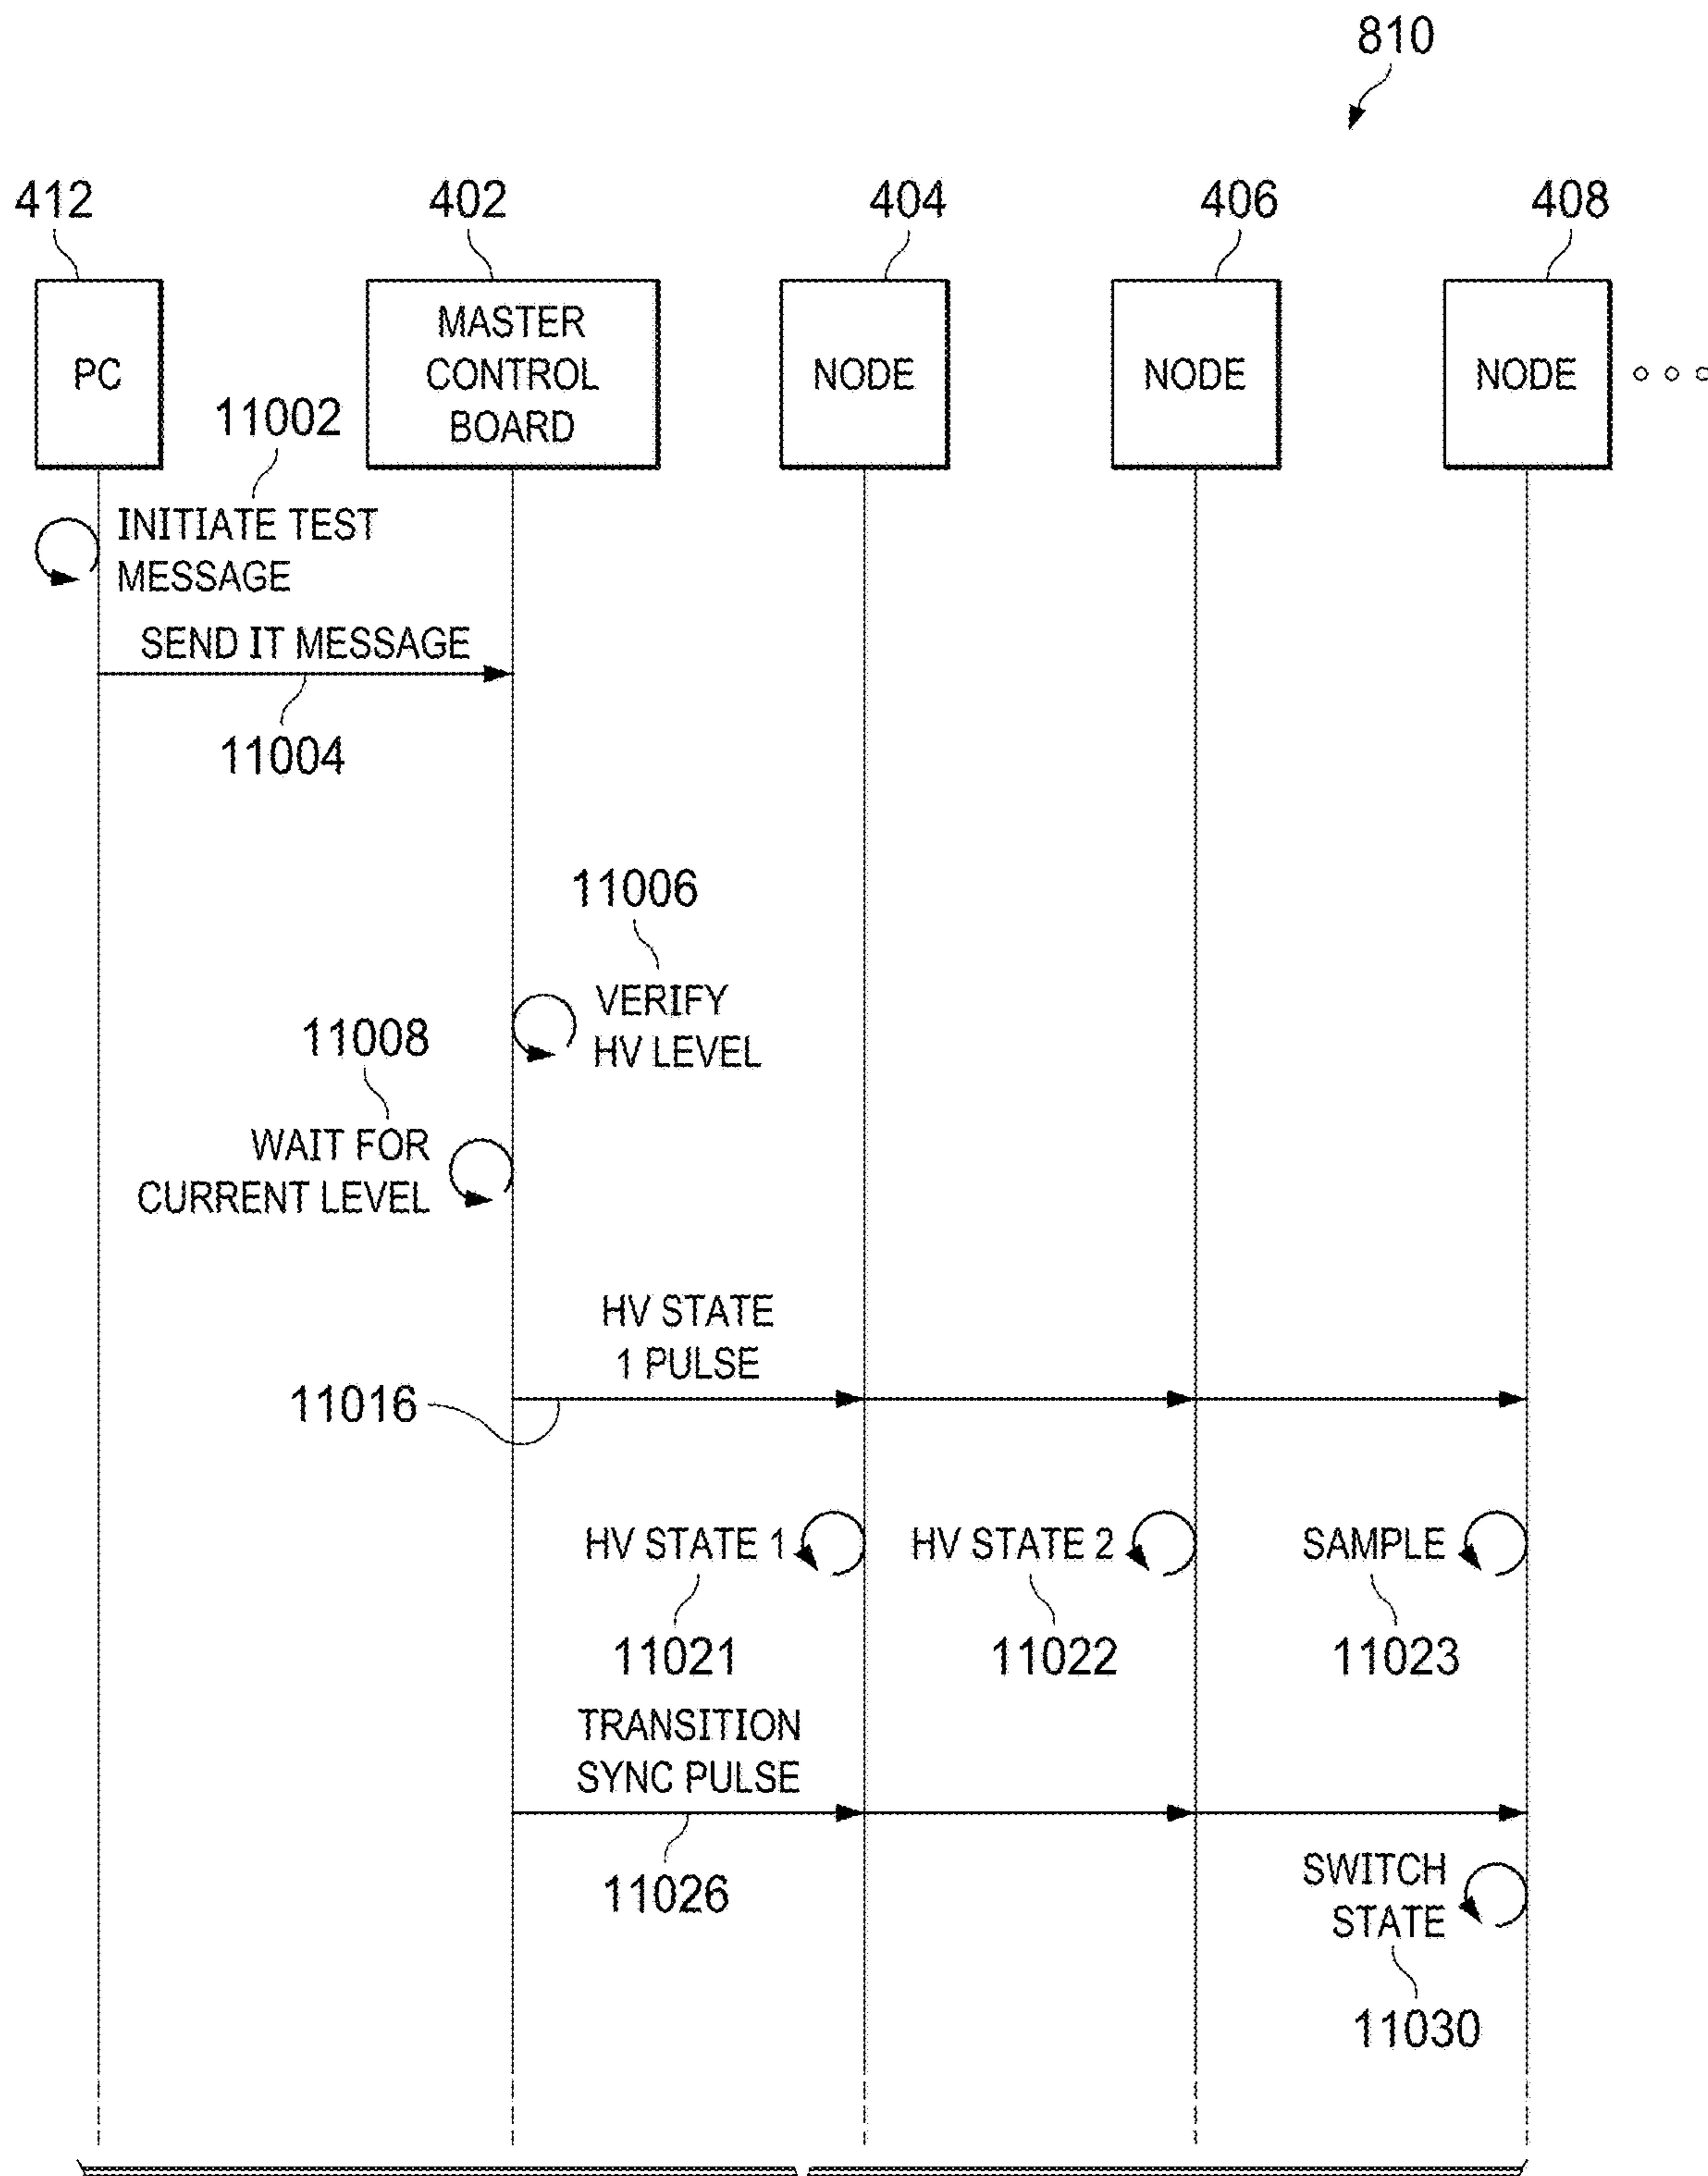 810
412
402
404
406
408
PC
MASTER
CONTROL
BOARD
NODE
NODE
NODE
11002
INITIATE TEST
MESSAGE
SEND IT MESSAGE
11004
11006
VERIFY
HV LEVEL
11008
WAIT FOR
CURRENT LEVEL
HV STATE
1 PULSE
11016
HV STATE 1
HV STATE 2
SAMPLE
11021
11022
11023
TRANSITION
SYNC PULSE
11026
SWITCH
STATE
11030